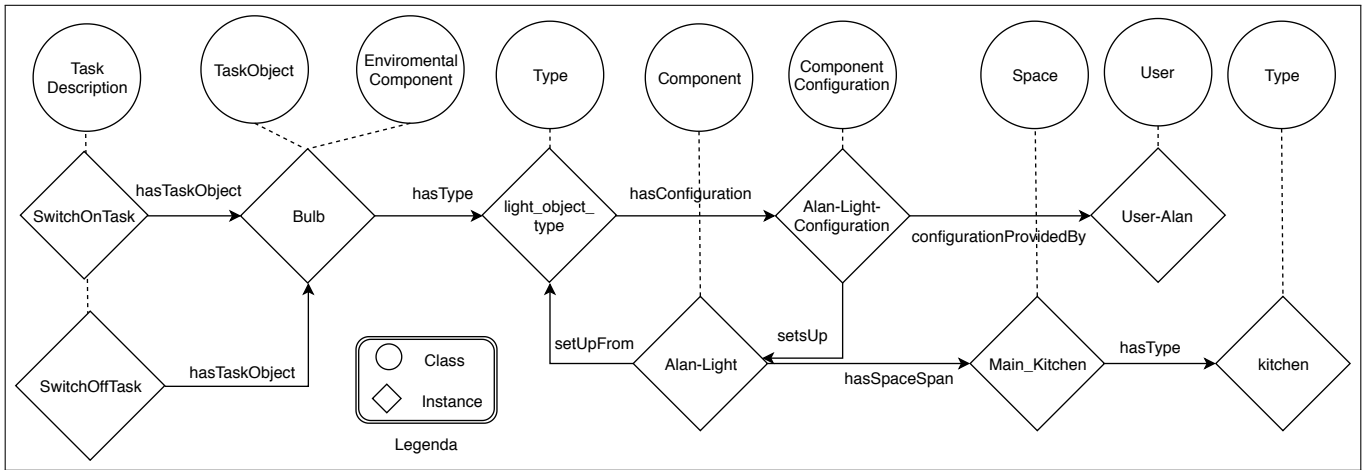 Task
Description
TaskObject
Enviromental
Component
Type
Component
Component
Configuration
Space
User
Type
hasTaskObject
hasType
hasConfiguration
SwitchOnTask
Bulb
light_object_
type
Alan-Light-
Configuration
User-Alan
configurationProvidedBy
setUpFrom
setsUp
Class
SwitchOffTask
hasTaskObject
Alan-Light
Main_Kitchen
hasType
kitchen
hasSpaceSpan
Instance
Legenda